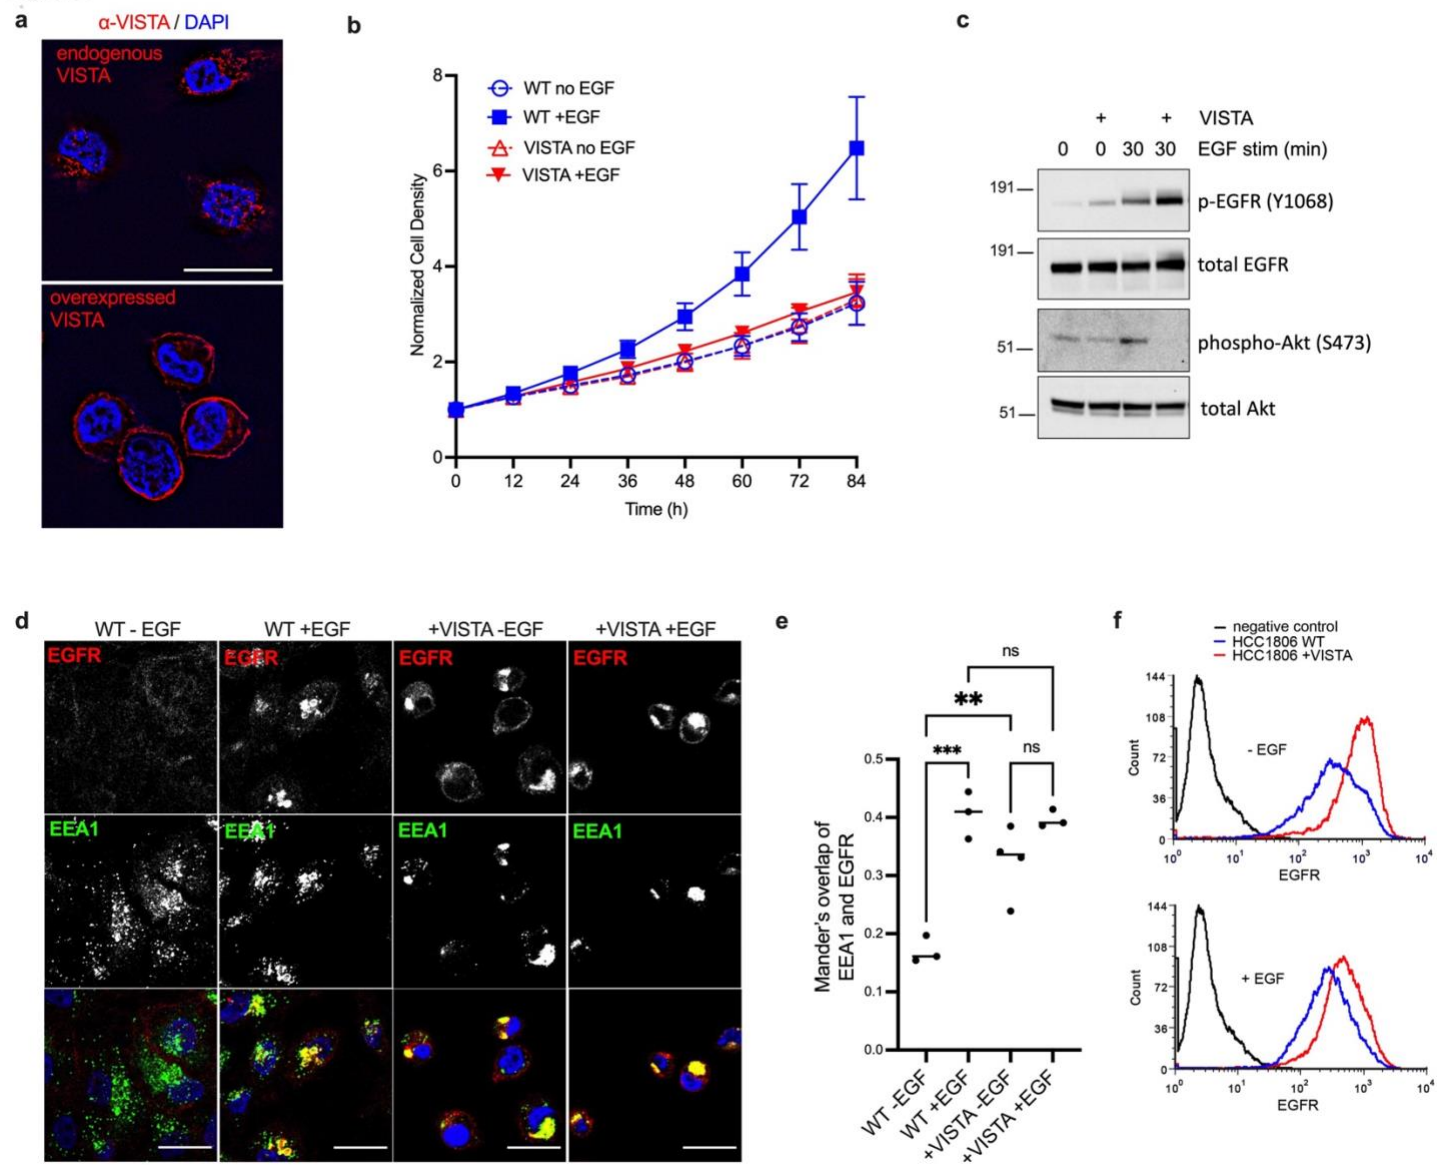 a
α-VISTA / DAPI
endogenous
VISTA
overexpressed
VISTA
b
Normalized Cell Density
8
6
4
2
0
WT no EGF
WT +EGF
VISTA no EGF
VISTA +EGF
0 12 24 36 48 60 72 84
Time (h)
c
+ + VISTA
0 0 30 30 EGF stim (min)
191
p-EGFR (Y1068)
191
total EGFR
51
phospho-Akt (S473)
51
total Akt
d
WT - EGF WT +EGF +VISTA -EGF +VISTA +EGF
EGFR EGFR EGFR EGFR
EEA1 EEA1 EEA1 EEA1
e
ns
**
*** ns
Mander's overlap of
EEA1 and EGFR
0.5
0.4
0.3
0.2
0.1
0.0
WT -EGF
WT +EGF
+VISTA -EGF
+VISTA +EGF
f
negative control
HCC1806 WT
HCC1806 +VISTA
144
108
72
36
0
Count
- EGF
10⁰ 10¹ 10² 10³ 10⁴
EGFR
144
108
72
36
0
Count
+ EGF
10⁰ 10¹ 10² 10³ 10⁴
EGFR